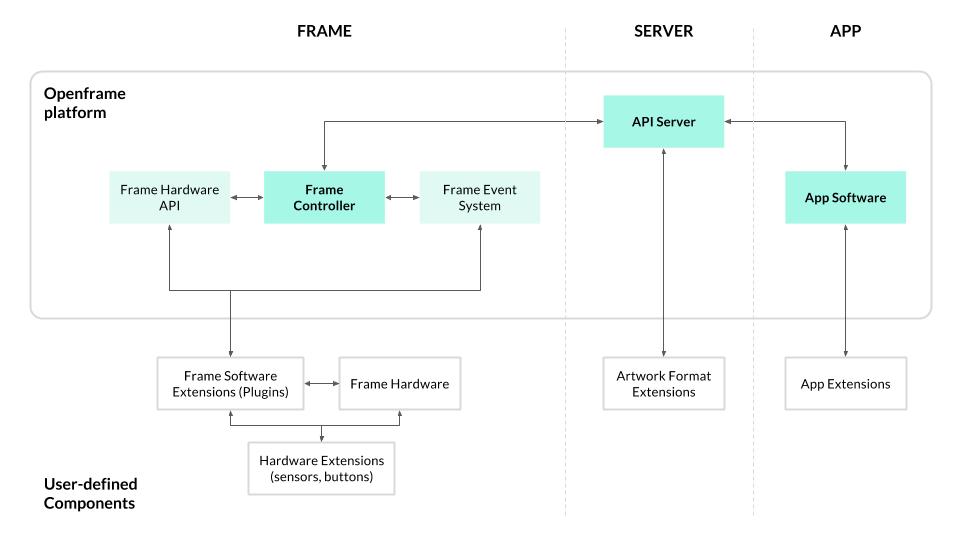 FRAME
SERVER
APP
Openframe
platform
API Server
Frame Hardware
API
Frame
Controller
Frame Event
System
App Software
Frame Software
Extensions (Plugins)
Frame Hardware
Artwork Format
Extensions
App Extensions
Hardware Extensions
(sensors, buttons)
User-defined
Components